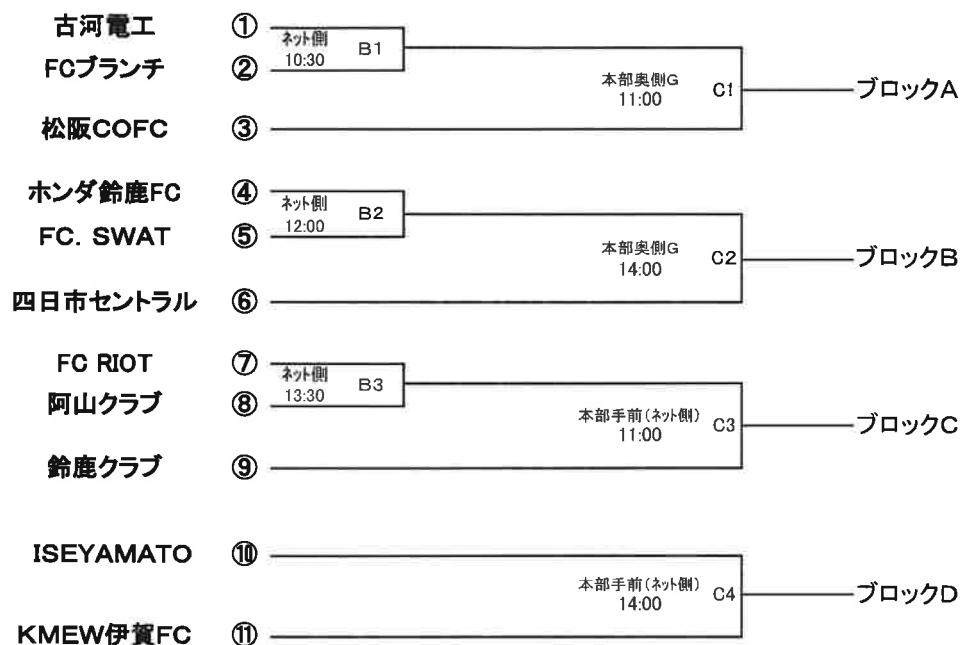 古河電工 ①
ネット側 B1
10:30
FCブランチ ②
本部奥側G C1 ブロックA
11:00
松阪COFC ③
ホンダ鈴鹿FC ④
ネット側 B2
12:00
FC. SWAT ⑤
本部奥側G C2 ブロックB
14:00
四日市セントラル ⑥
FC RIOT ⑦
ネット側 B3
13:30
阿山クラブ ⑧
本部手前(ネット側) C3 ブロックC
11:00
鈴鹿クラブ ⑨
ISEYAMATO ⑩
本部手前(ネット側) C4 ブロックD
14:00
KMEW伊賀FC ⑪